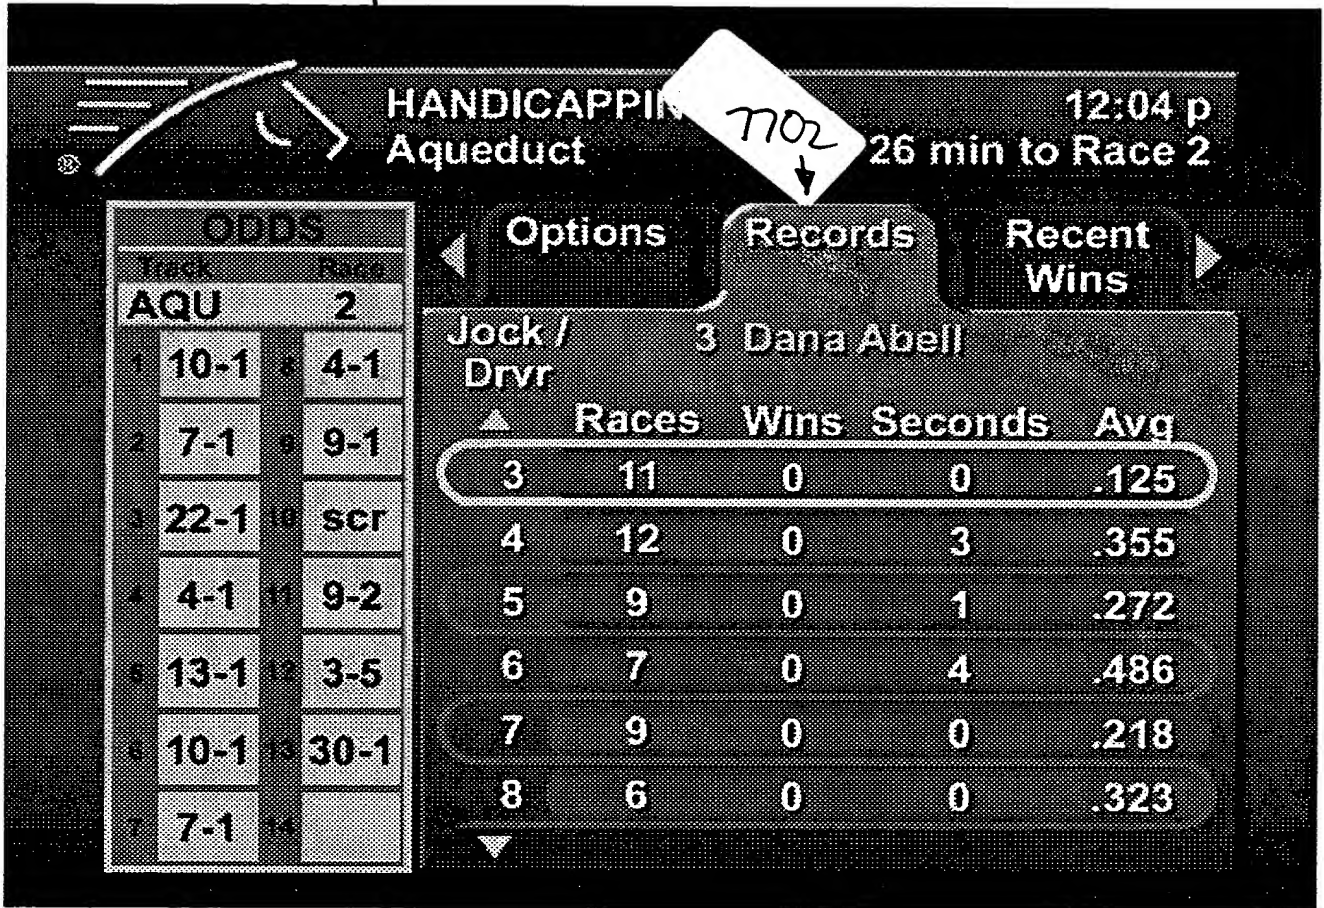 HANDICAPPIN
Aqueduct
1702
12:04 p
26 min to Race 2
®
ODDS
Track Race
AQU 2
1 10-1 8 4-1
2 7-1 9 9-1
3 22-1 10 scr
4 4-1 11 9-2
5 13-1 12 3-5
6 10-1 13 30-1
7 7-1 14
Options
Records
Recent
Wins
Jock /
Drvr
3 Dana Abell
Races Wins Seconds Avg
3 11 0 0 .125
4 12 0 3 .355
5 9 0 1 .272
6 7 0 4 .486
7 9 0 0 .218
8 6 0 0 .323